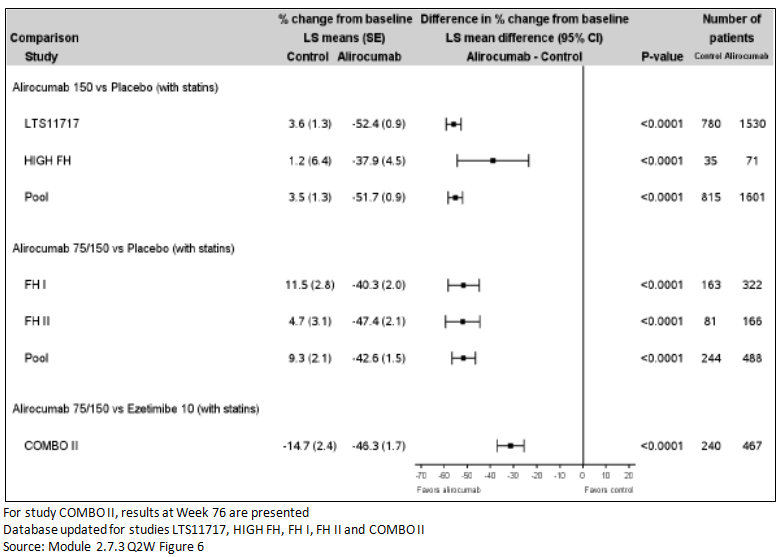 % change from baseline Difference in % change from baseline Number of
Comparison LS means (SE) LS mean difference (95% CI) patients
Study Control Alirocumab Alirocumab - Control P-value Control Alirocumab
Alirocumab 150 vs Placebo (with statins)
LTS11717 3.6 (1.3) -52.4 (0.9) <0.0001 780 1530
HIGH FH 1.2 (6.4) -37.9 (4.5) <0.0001 35 71
Pool 3.5 (1.3) -51.7 (0.9) <0.0001 815 1601
Alirocumab 75/150 vs Placebo (with statins)
FH I 11.5 (2.8) -40.3 (2.0) <0.0001 163 322
FH II 4.7 (3.1) -47.4 (2.1) <0.0001 81 166
Pool 9.3 (2.1) -42.6 (1.5) <0.0001 244 488
Alirocumab 75/150 vs Ezetimibe 10 (with statins)
COMBO II -14.7 (2.4) -46.3 (1.7) <0.0001 240 467
-70 -60 -50 -40 -30 -20 -10 0 10 20
Favors alirocumab Favors control
For study COMBO II, results at Week 76 are presented
Database updated for studies LTS11717, HIGH FH, FH I, FH II and COMBO II
Source: Module 2.7.3 Q2W Figure 6